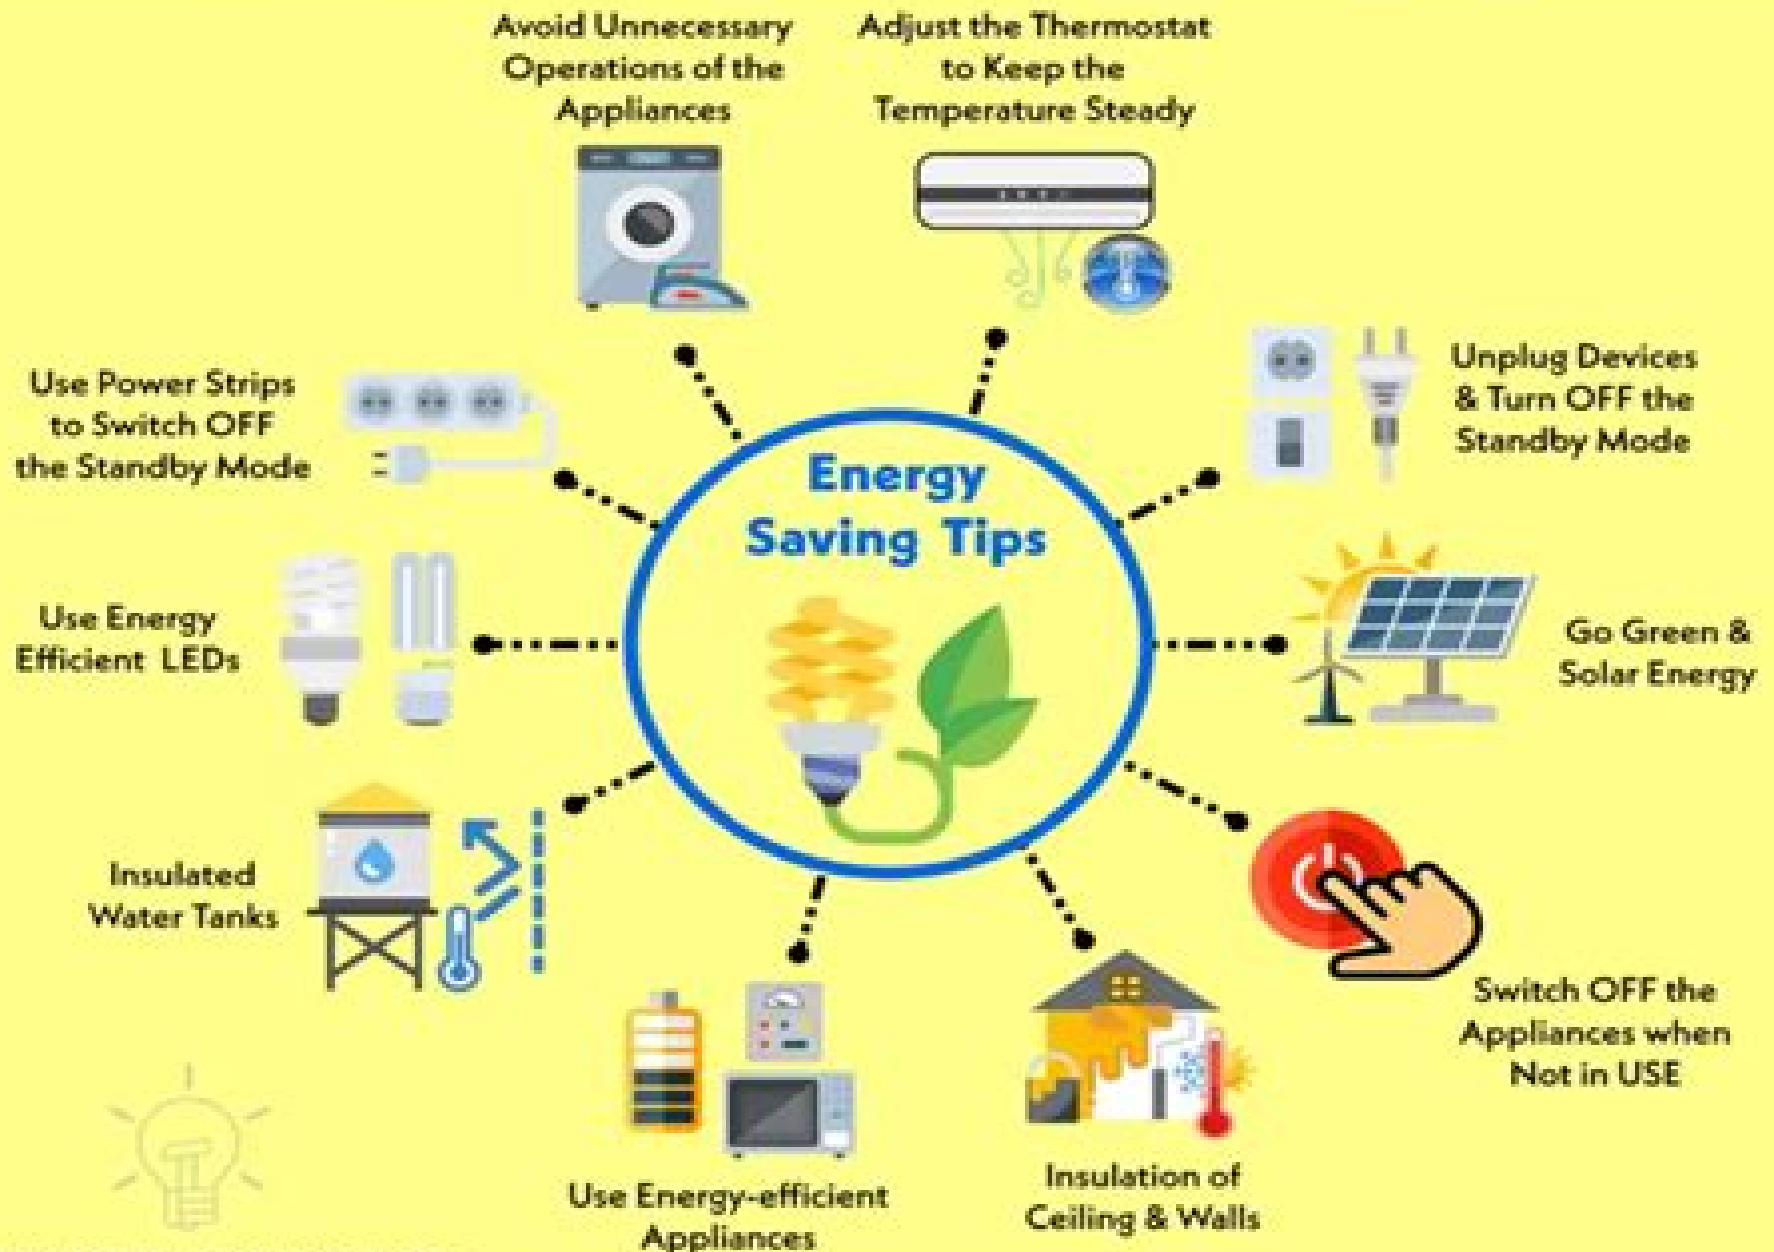 Avoid Unnecessary
Operations of the
Appliances
Adjust the Thermostat
to Keep the
Temperature Steady
Unplug Devices
& Turn OFF the
Standby Mode
Use Power Strips
to Switch OFF
the Standby Mode
Energy
Saving Tips
Use Energy
Efficient LEDs
Go Green &
Solar Energy
Insulated
Water Tanks
Switch OFF the
Appliances when
Not in USE
Use Energy-efficient
Appliances
Insulation of
Ceiling & Walls